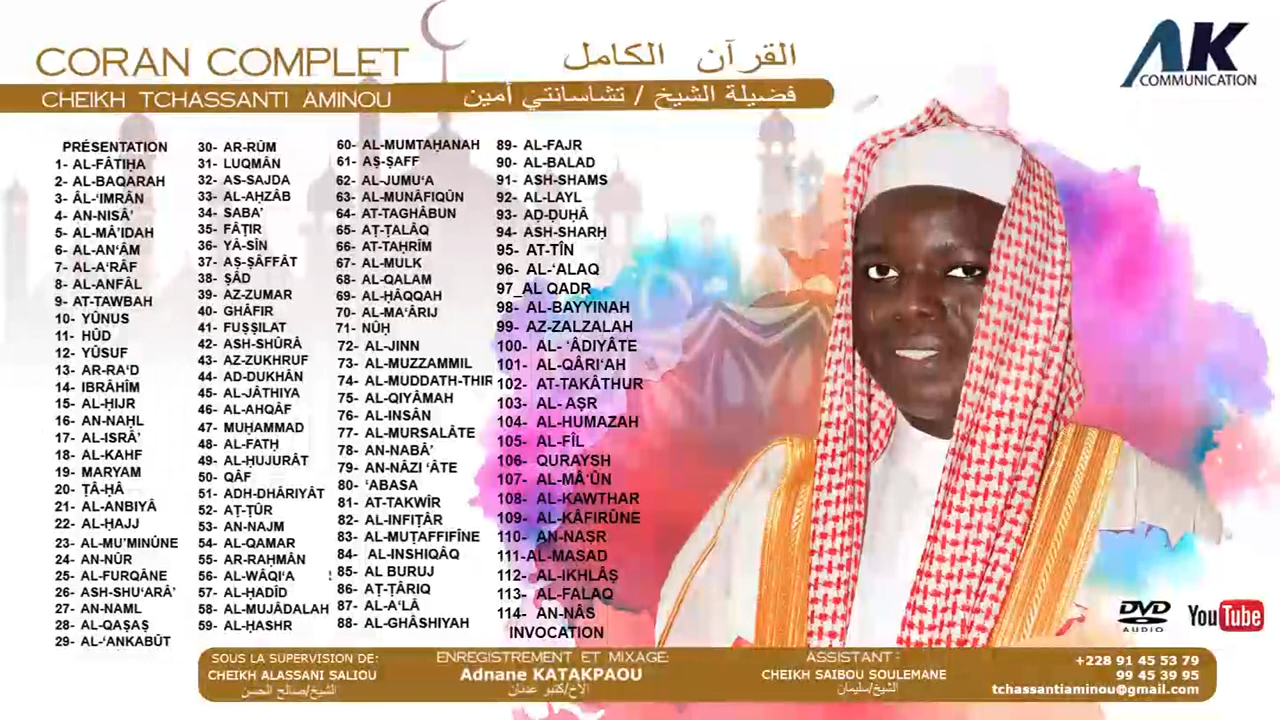 CORAN COMPLET
القرآن الكامل
CHEIKH TCHASSANTI AMINOU
فضيلة الشيخ / تشاسانتي أمين
AK
COMMUNICATION
PRÉSENTATION
1- AL-FÂTIḤA
2- AL-BAQARAH
3- ÂL-‘IMRÂN
4- AN-NISÂ’
5- AL-MÂ’IDAH
6- AL-AN‘ÂM
7- AL-A‘RÂF
8- AL-ANFÂL
9- AT-TAWBAH
10- YÛNUS
11- HÛD
12- YÛSUF
13- AR-RA‘D
14- IBRÂHÎM
15- AL-ḤIJR
16- AN-NAḤL
17- AL-ISRÂ’
18- AL-KAHF
19- MARYAM
20- ṬÂ-HÂ
21- AL-ANBIYÂ
22- AL-ḤAJJ
23- AL-MU’MINÛNE
24- AN-NÛR
25- AL-FURQÂNE
26- ASH-SHU‘ARÂ’
27- AN-NAML
28- AL-QAṢAṢ
29- AL-‘ANKABÛT
30- AR-RÛM
31- LUQMÂN
32- AS-SAJDA
33- AL-AḤZÂB
34- SABA’
35- FÂṬIR
36- YÂ-SÎN
37- AṢ-ṢÂFFÂT
38- ṢÂD
39- AZ-ZUMAR
40- GHÂFIR
41- FUṢṢILAT
42- ASH-SHÛRÂ
43- AZ-ZUKHRUF
44- AD-DUKHÂN
45- AL-JÂTHIYA
46- AL-AHQÂF
47- MUḤAMMAD
48- AL-FATḤ
49- AL-ḤUJURÂT
50- QÂF
51- ADH-DHÂRIYÂT
52- AṬ-ṬÛR
53- AN-NAJM
54- AL-QAMAR
55- AR-RAḤMÂN
56- AL-WÂQI‘A
57- AL-ḤADÎD
58- AL-MUJÂDALAH
59- AL-ḤASHR
60- AL-MUMTAḤANAH
61- AṢ-ṢAFF
62- AL-JUMU‘A
63- AL-MUNÂFIQÛN
64- AT-TAGHÂBUN
65- AṬ-ṬALÂQ
66- AT-TAḤRÎM
67- AL-MULK
68- AL-QALAM
69- AL-ḤÂQQAH
70- AL-MA‘ÂRIJ
71- NÛḤ
72- AL-JINN
73- AL-MUZZAMMIL
74- AL-MUDDATH-THIR
75- AL-QIYÂMAH
76- AL-INSÂN
77- AL-MURSALÂTE
78- AN-NABÂ’
79- AN-NÂZI ‘ÂTE
80- ‘ABASA
81- AT-TAKWÎR
82- AL-INFIṬÂR
83- AL-MUṬAFFIFÎNE
84- AL-INSHIQÂQ
85- AL BURUJ
86- AṬ-ṬÂRIQ
87- AL-A‘LÂ
88- AL-GHÂSHIYAH
89- AL-FAJR
90- AL-BALAD
91- ASH-SHAMS
92- AL-LAYL
93- AḌ-ḌUḤÂ
94- ASH-SHARḤ
95- AT-TÎN
96- AL-‘ALAQ
97_AL QADR
98- AL-BAYYINAH
99- AZ-ZALZALAH
100- AL- ‘ÂDIYÂTE
101- AL-QÂRI‘AH
102- AT-TAKÂTHUR
103- AL- AṢR
104- AL-HUMAZAH
105- AL-FÎL
106- QURAYSH
107- AL-MÂ‘ÛN
108- AL-KAWTHAR
109- AL-KÂFIRÛNE
110- AN-NAṢR
111-AL-MASAD
112- AL-IKHLÂṢ
113- AL-FALAQ
114- AN-NÂS
INVOCATION
DVD
AUDIO
YouTube
SOUS LA SUPERVISION DE:
CHEIKH ALASSANI SALIOU
الشيخ/صالح الحسن
ENREGISTREMENT ET MIXAGE:
Adnane KATAKPAOU
الأخ/كتبو عدنان
ASSISTANT :
CHEIKH SAIBOU SOULEMANE
الشيخ/سليمان
+228 91 45 53 79
99 45 39 95
tchassantiaminou@gmail.com